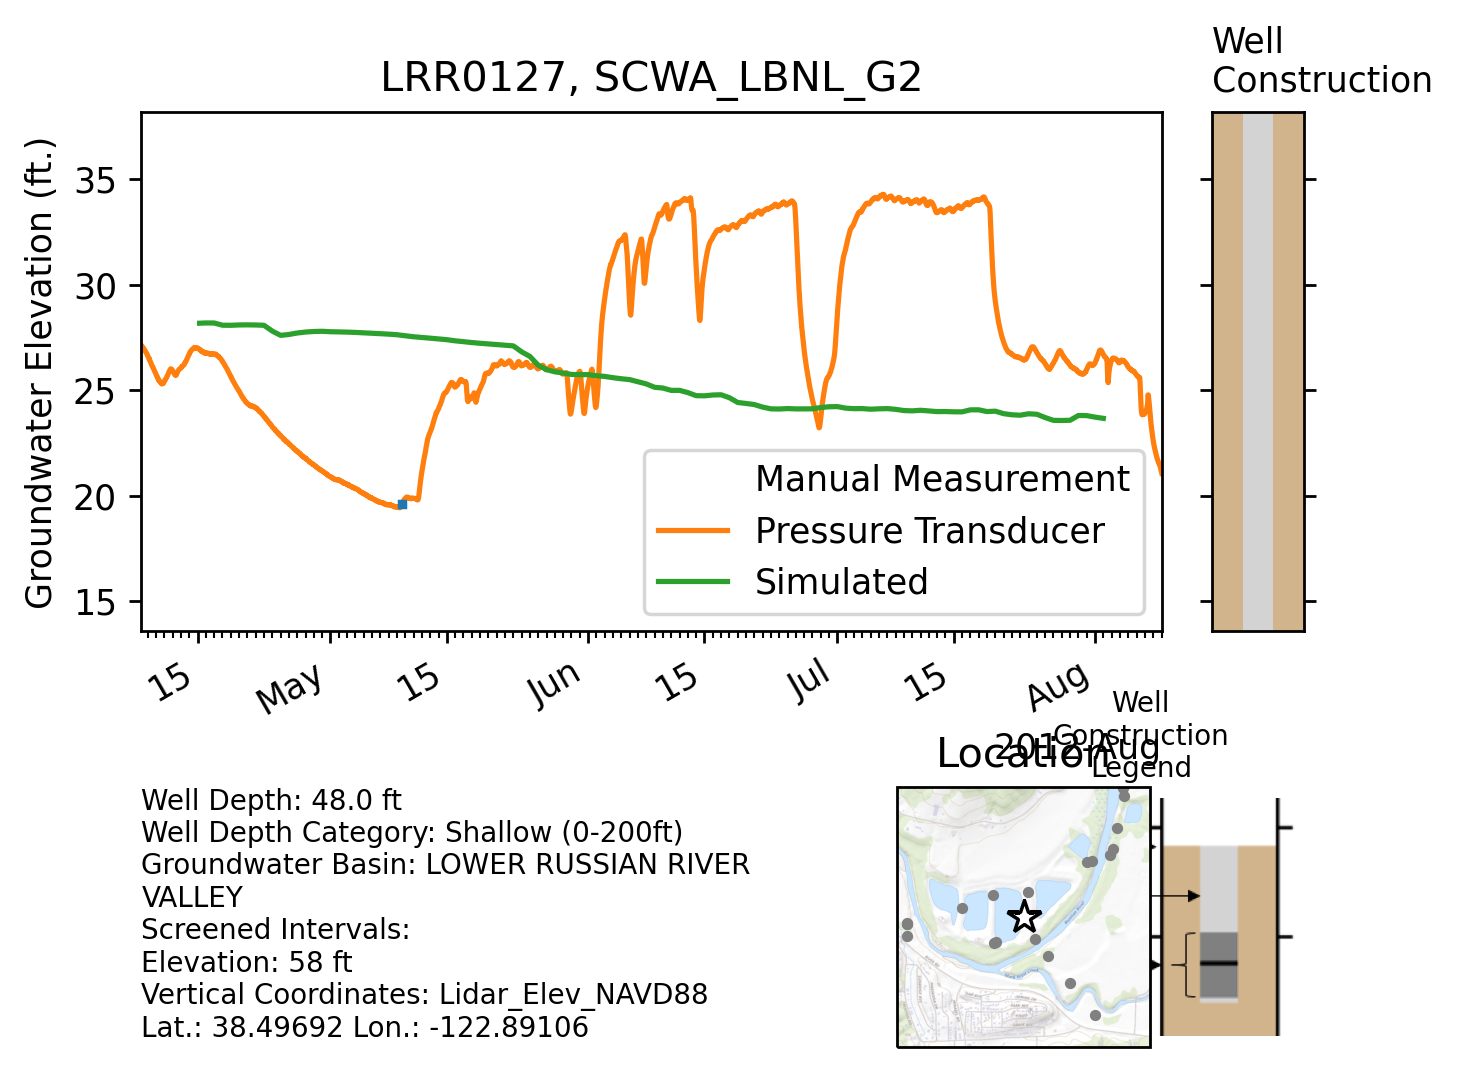 Well
Construction
LRR0127, SCWA_LBNL_G2
Groundwater Elevation (ft.)
35
30
25
20
15
Manual Measurement
Pressure Transducer
Simulated
15
May
15
Jun
15
Jul
15
Aug
2012-Aug
Well
Construction
Legend
Location
Well Depth: 48.0 ft
Well Depth Category: Shallow (0-200ft)
Groundwater Basin: LOWER RUSSIAN RIVER
VALLEY
Screened Intervals:
Elevation: 58 ft
Vertical Coordinates: Lidar_Elev_NAVD88
Lat.: 38.49692 Lon.: -122.89106